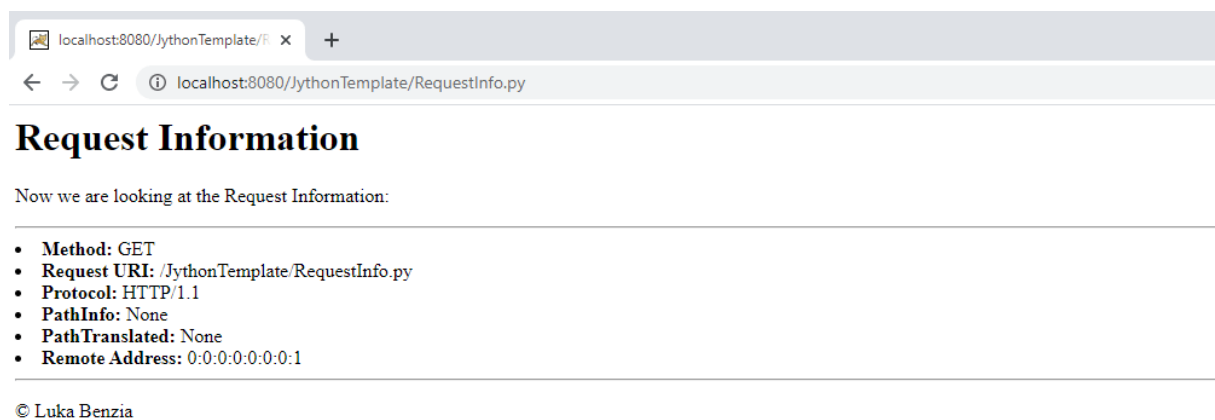 localhost:8080/JythonTemplate/R
localhost:8080/JythonTemplate/RequestInfo.py
Request Information
Now we are looking at the Request Information:
• Method: GET
• Request URI: /JythonTemplate/RequestInfo.py
• Protocol: HTTP/1.1
• PathInfo: None
• PathTranslated: None
• Remote Address: 0:0:0:0:0:0:0:1
© Luka Benzia